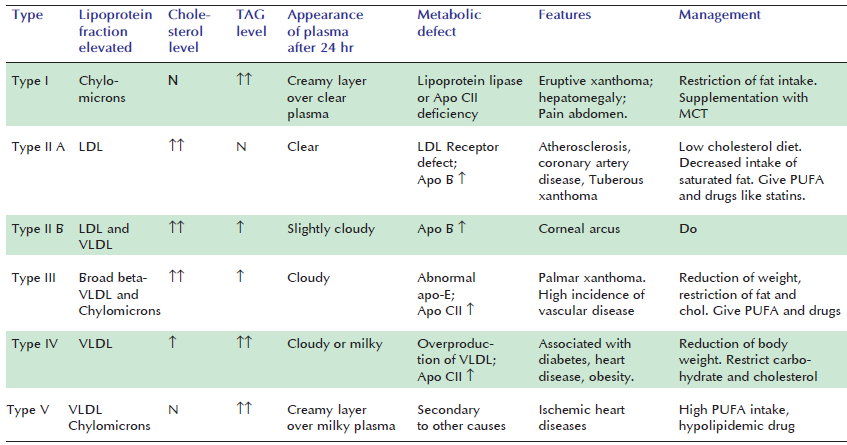 Type Lipoprotein Chole- TAG Appearance Metabolic Features Management
fraction sterol level of plasma defect
elevated level after 24 hr
Type I Chylo- N ↑↑ Creamy layer Lipoprotein lipase Eruptive xanthoma; Restriction of fat intake.
microns over clear or Apo CII hepatomegaly; Supplementation with
plasma deficiency Pain abdomen. MCT
Type II A LDL ↑↑ N Clear LDL Receptor Atherosclerosis, Low cholesterol diet.
defect; coronary artery Decreased intake of
Apo B ↑ disease, Tuberous saturated fat. Give PUFA
xanthoma and drugs like statins.
Type II B LDL and ↑↑ ↑ Slightly cloudy Apo B ↑ Corneal arcus Do
VLDL
Type III Broad beta- ↑↑ ↑ Cloudy Abnormal Palmar xanthoma. Reduction of weight,
VLDL and apo-E; High incidence of restriction of fat and
Chylomicrons Apo CII ↑ vascular disease chol. Give PUFA and drugs
Type IV VLDL ↑ ↑↑ Cloudy or milky Overproduc- Associated with Reduction of body
tion of VLDL; diabetes, heart weight. Restrict carbo-
Apo CII ↑ disease, obesity. hydrate and cholesterol
Type V VLDL N ↑↑ Creamy layer Secondary Ischemic heart High PUFA intake,
Chylomicrons over milky plasma to other causes diseases hypolipidemic drug